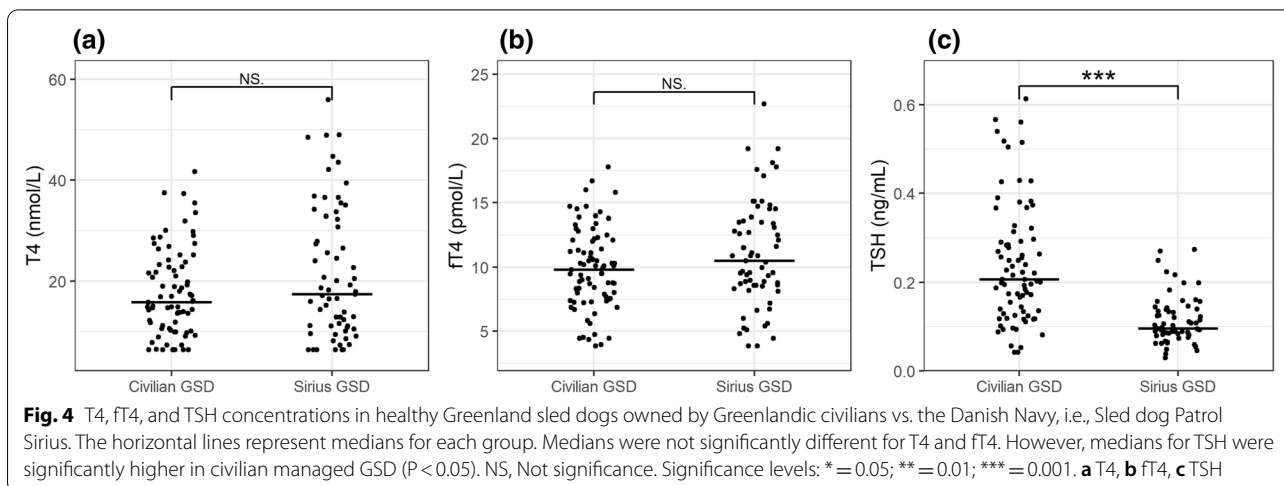 (a)
(b)
(c)
T4 (nmol/L)
60
40
20
NS.
Civilian GSD
Sirius GSD
fT4 (pmol/L)
25
20
15
10
5
NS.
Civilian GSD
Sirius GSD
TSH (ng/mL)
0.6
0.4
0.2
0.0
***
Civilian GSD
Sirius GSD
Fig. 4 T4, fT4, and TSH concentrations in healthy Greenland sled dogs owned by Greenlandic civilians vs. the Danish Navy, i.e., Sled dog Patrol
Sirius. The horizontal lines represent medians for each group. Medians were not significantly different for T4 and fT4. However, medians for TSH were
significantly higher in civilian managed GSD (P < 0.05). NS, Not significance. Significance levels: * = 0.05; ** = 0.01; *** = 0.001. a T4, b fT4, c TSH